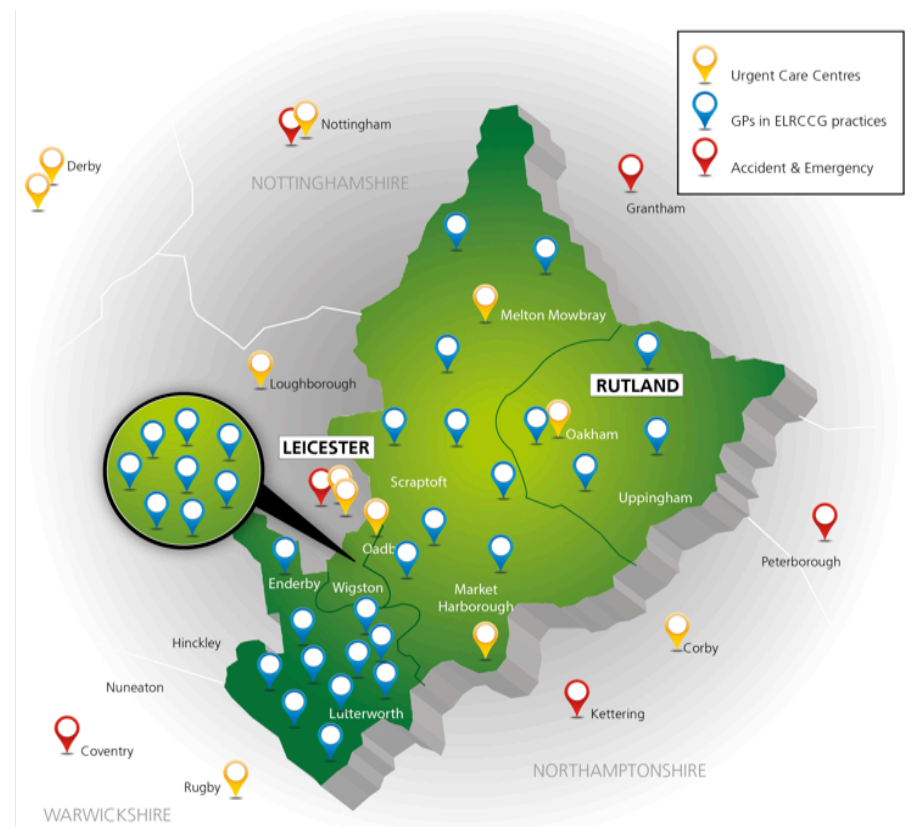 Urgent Care Centres
GPs in ELRCCG practices
Accident & Emergency
Nottingham
Derby
NOTTINGHAMSHIRE
Grantham
Melton Mowbray
Loughborough
RUTLAND
LEICESTER
Oakham
Scraptoft
Uppingham
Oadb
Peterborough
Enderby
Wigston
Market
Harborough
Hinckley
Corby
Nuneaton
Lutterworth
Kettering
Coventry
NORTHAMPTONSHIRE
Rugby
WARWICKSHIRE